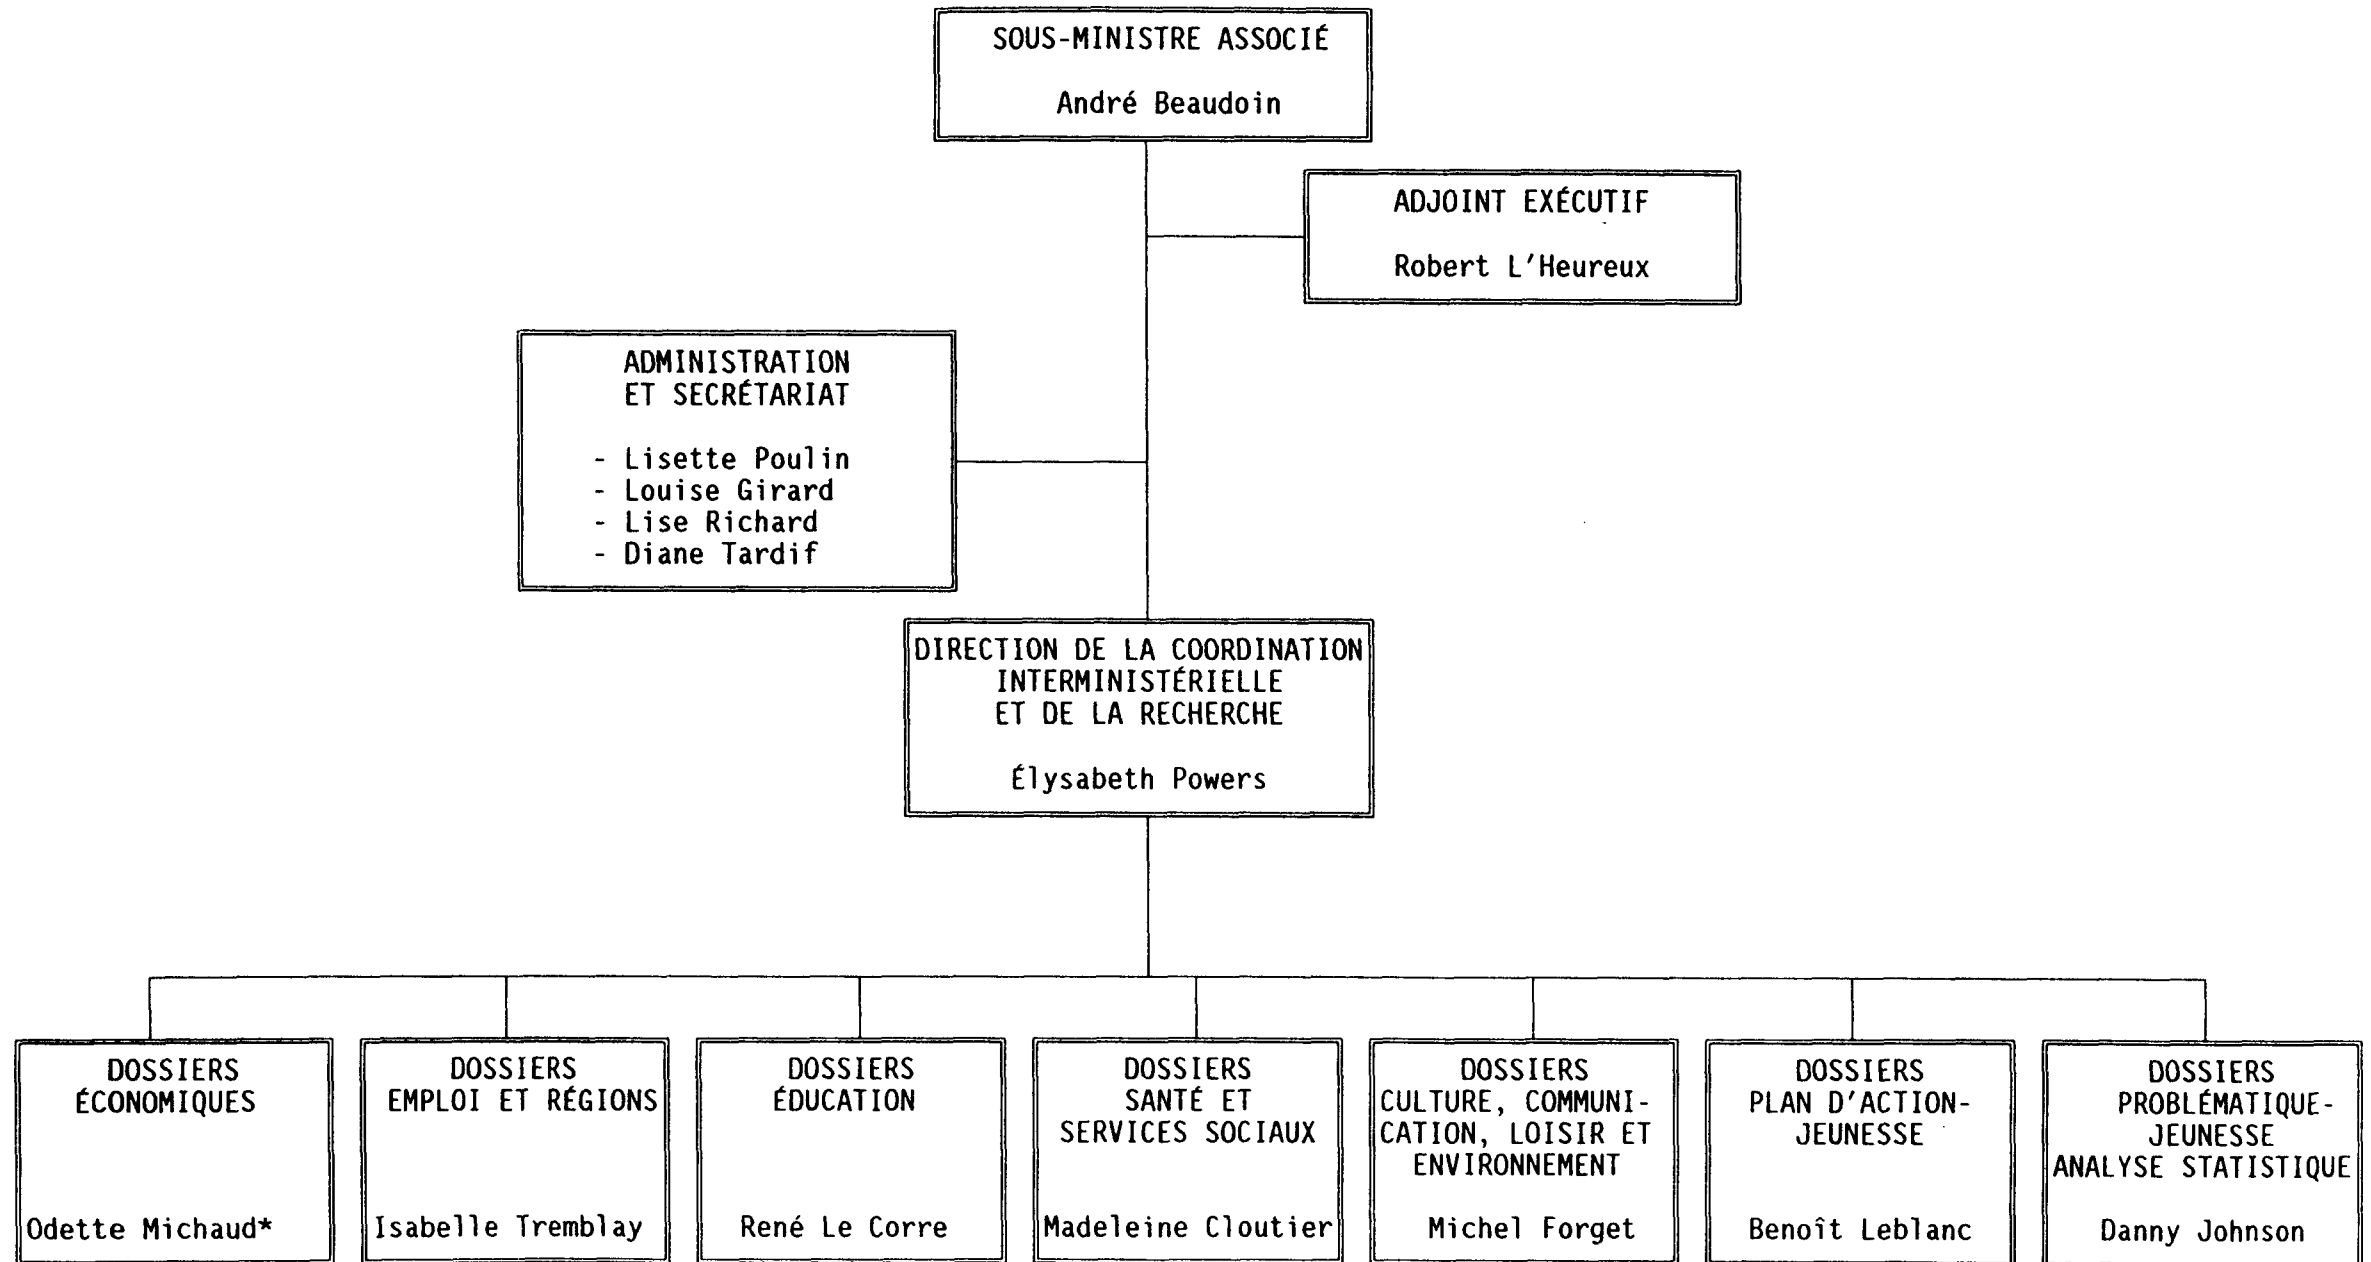 SOUS-MINISTRE ASSOCIÉ
André Beaudoin
ADJOINT EXÉCUTIF
Robert L'Heureux
ADMINISTRATION
ET SECRÉTARIAT
- Lisette Poulin
- Louise Girard
- Lise Richard
- Diane Tardif
DIRECTION DE LA COORDINATION
INTERMINISTÉRIELLE
ET DE LA RECHERCHE
Élysabeth Powers
DOSSIERS
ÉCONOMIQUES
Odette Michaud*
DOSSIERS
EMPLOI ET RÉGIONS
Isabelle Tremblay
DOSSIERS
ÉDUCATION
René Le Corre
DOSSIERS
SANTÉ ET
SERVICES SOCIAUX
Madeleine Cloutier
DOSSIERS
CULTURE, COMMUNI-
CATION, LOISIR ET
ENVIRONNEMENT
Michel Forget
DOSSIERS
PLAN D'ACTION-
JEUNESSE
Benoît Leblanc
DOSSIERS
PROBLÉMATIQUE-
JEUNESSE
ANALYSE STATISTIQUE
Danny Johnson